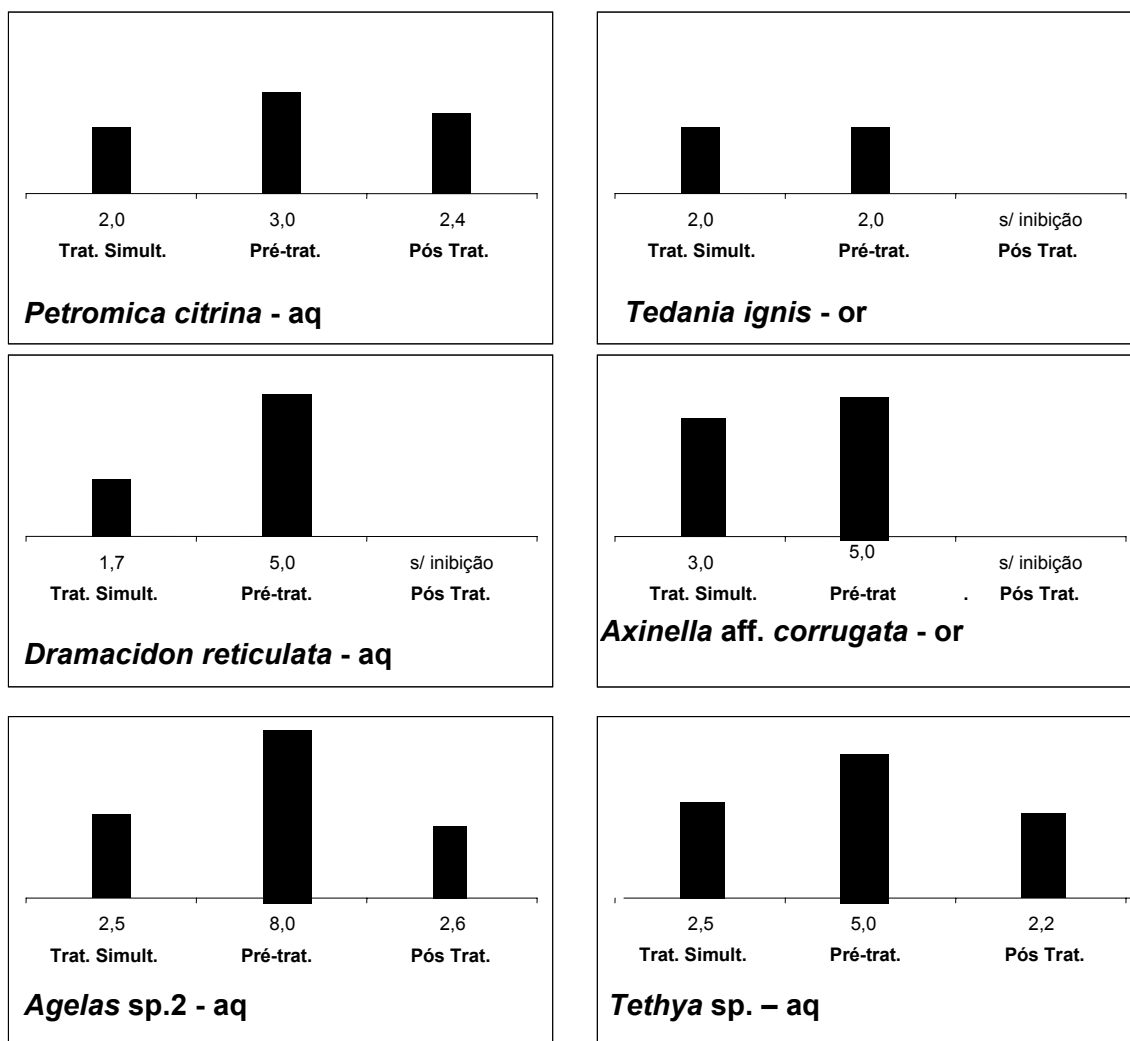 2,0 3,0 2,4
Trat. Simult. Pré-trat. Pós Trat.
Petromica citrina - aq
2,0 2,0 s/ inibição
Trat. Simult. Pré-trat. Pós Trat.
Tedania ignis - or
1,7 5,0 s/ inibição
Trat. Simult. Pré-trat. Pós Trat.
Dramacidon reticulata - aq
3,0 5,0 s/ inibição
Trat. Simult. Pré-trat . Pós Trat.
Axinella aff. corrugata - or
2,5 8,0 2,6
Trat. Simult. Pré-trat. Pós Trat.
Agelas sp.2 - aq
2,5 5,0 2,2
Trat. Simult. Pré-trat. Pós Trat.
Tethya sp. – aq